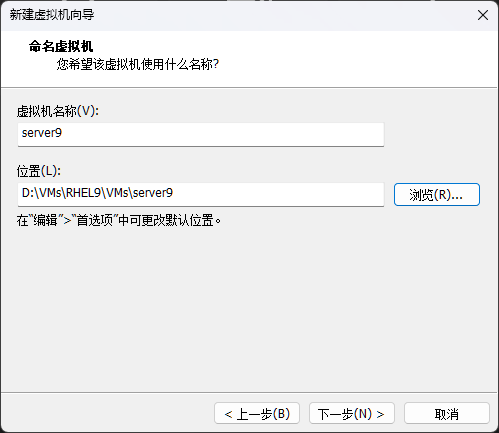 新建虚拟机向导
命名虚拟机
您希望该虚拟机使用什么名称?
虚拟机名称(V):
server9
位置(L):
D:\VMs\RHEL9\VMs\server9
浏览(R)...
在“编辑”>“首选项”中可更改默认位置。
< 上一步(B)
下一步(N) >
取消